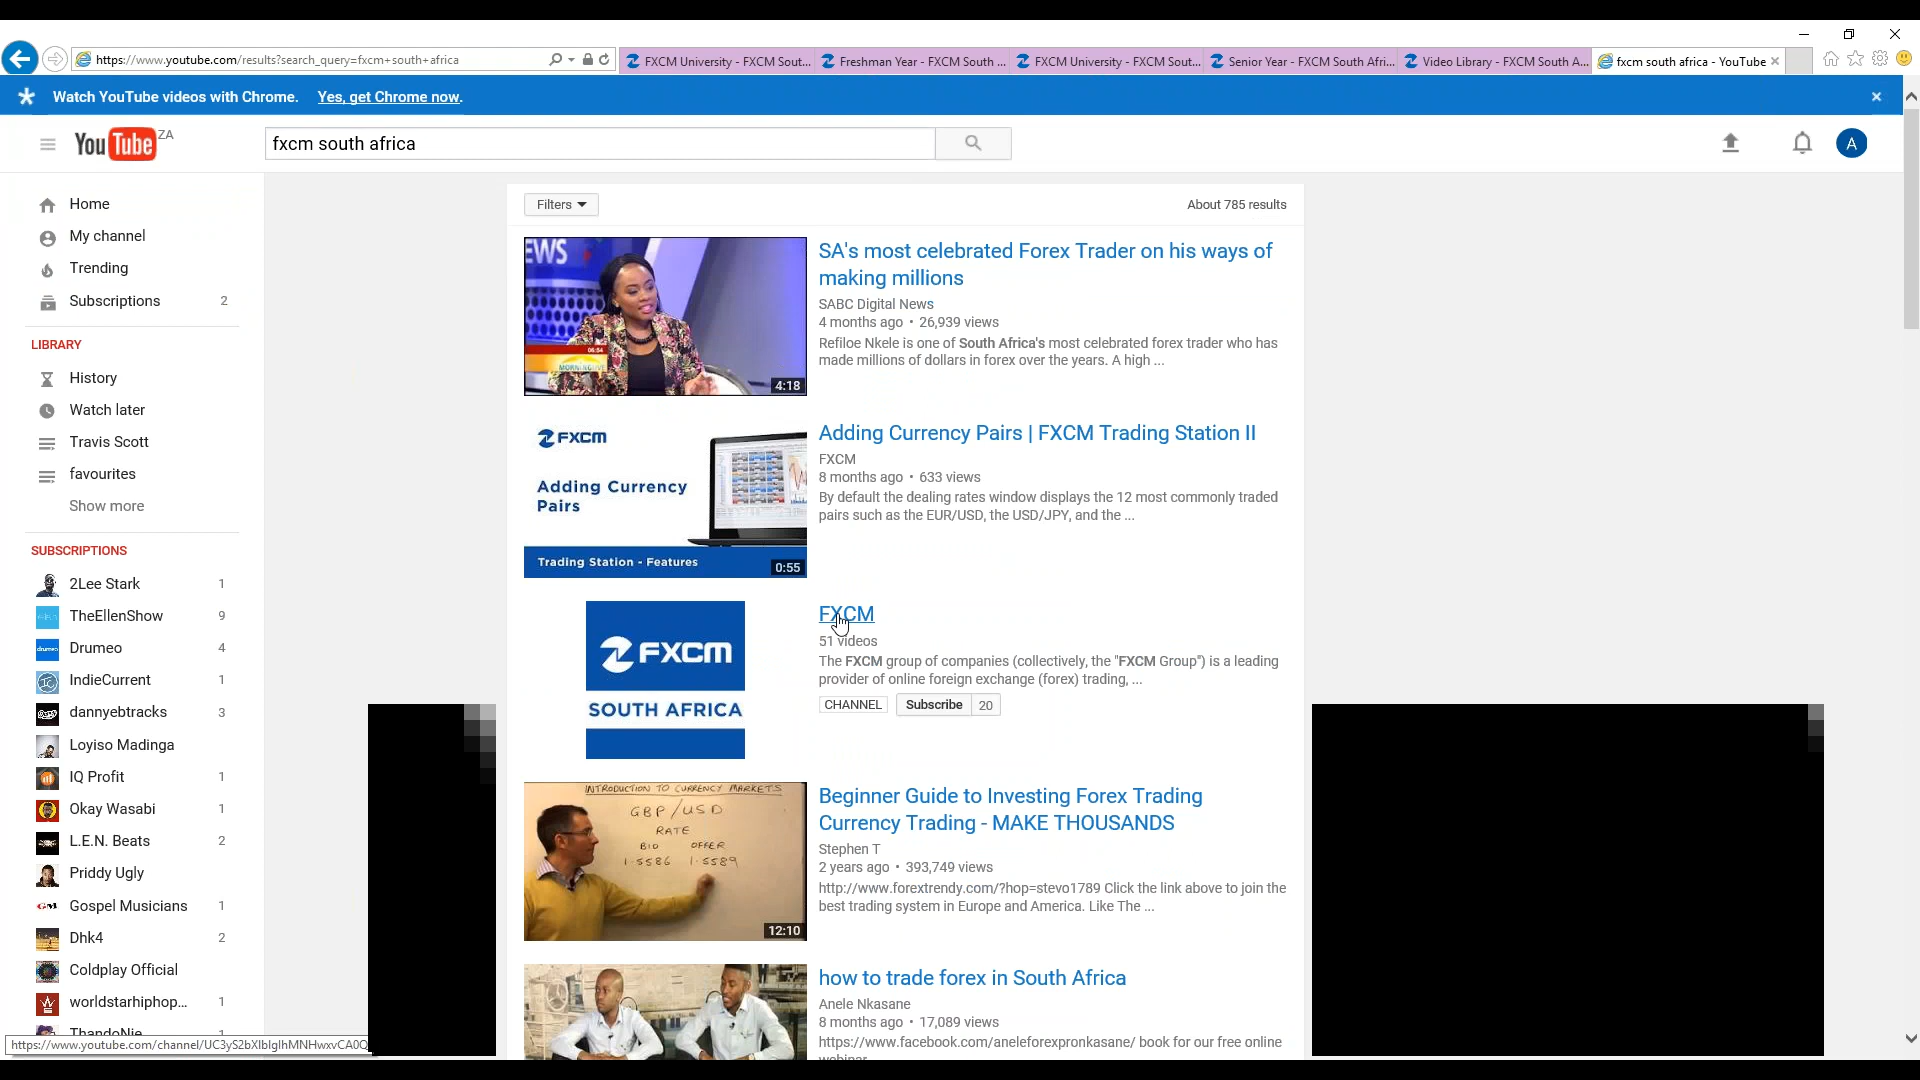 https://www.youtube.com/results?search_query=fxcm+south+africa
FXCM University - FXCM Sout...
Freshman Year - FXCM South ...
FXCM University - FXCM Sout...
Senior Year - FXCM South Afri...
Video Library - FXCM South A...
fxcm south africa - YouTube
Watch YouTube videos with Chrome. Yes, get Chrome now.
YouTube ZA
fxcm south africa
A
Home
My channel
Trending
Subscriptions 2
LIBRARY
History
Watch later
Travis Scott
favourites
Show more
SUBSCRIPTIONS
2Lee Stark 1
TheEllenShow 9
Drumeo 4
IndieCurrent 1
dannyebtracks 3
Loyiso Madinga
IQ Profit 1
Okay Wasabi 1
L.E.N. Beats 2
Priddy Ugly
Gospel Musicians 1
Dhk4 2
Coldplay Official
worldstarhiphop... 1
ThandoNje 1
https://www.youtube.com/channel/UC3yS2bXIbIgIhMNHwxvCA0Q
Filters
About 785 results
EWS
06:54
MORNING LIVE
4:18
SA's most celebrated Forex Trader on his ways of
making millions
SABC Digital News
4 months ago • 26,939 views
Refiloe Nkele is one of South Africa's most celebrated forex trader who has
made millions of dollars in forex over the years. A high ...
FXCM
Adding Currency
Pairs
Trading Station - Features
0:55
Adding Currency Pairs | FXCM Trading Station II
FXCM
8 months ago • 633 views
By default the dealing rates window displays the 12 most commonly traded
pairs such as the EUR/USD, the USD/JPY, and the ...
FXCM
SOUTH AFRICA
FXCM
51 videos
The FXCM group of companies (collectively, the "FXCM Group") is a leading
provider of online foreign exchange (forex) trading, ...
CHANNEL Subscribe 20
INTRODUCTION TO CURRENCY MARKETS
GBP/USD
RATE
BID OFFER
1.5586 1.5589
12:10
Beginner Guide to Investing Forex Trading
Currency Trading - MAKE THOUSANDS
Stephen T
2 years ago • 393,749 views
http://www.forextrendy.com/?hop=stevo1789 Click the link above to join the
best trading system in Europe and America. Like The ...
how to trade forex in South Africa
Anele Nkasane
8 months ago • 17,089 views
https://www.facebook.com/aneleforexpronkasane/ book for our free online
webinar